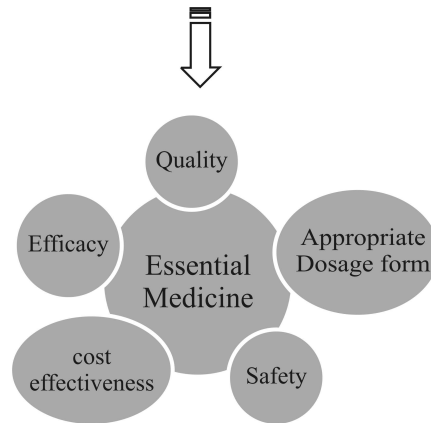 Quality
Efficacy
Appropriate
Dosage form
Essential
Medicine
cost
effectiveness
Safety